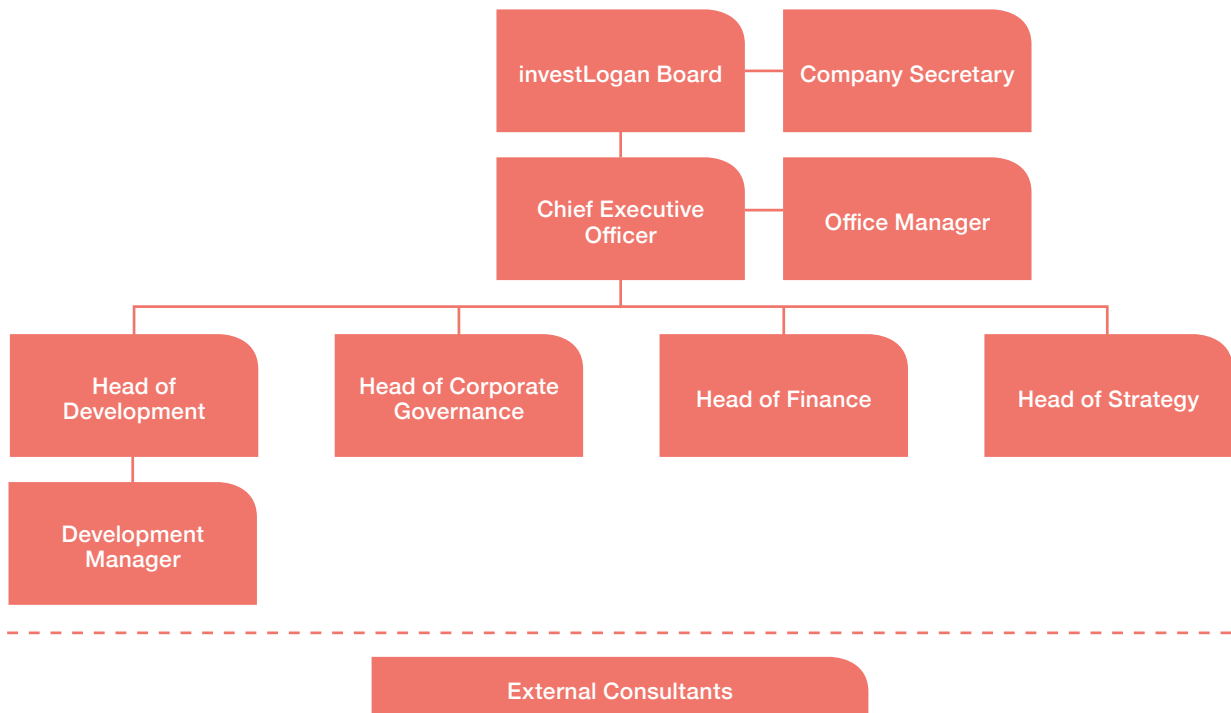 investLogan Board
Company Secretary
Chief Executive
Officer
Office Manager
Head of
Development
Head of Corporate
Governance
Head of Finance
Head of Strategy
Development
Manager
External Consultants